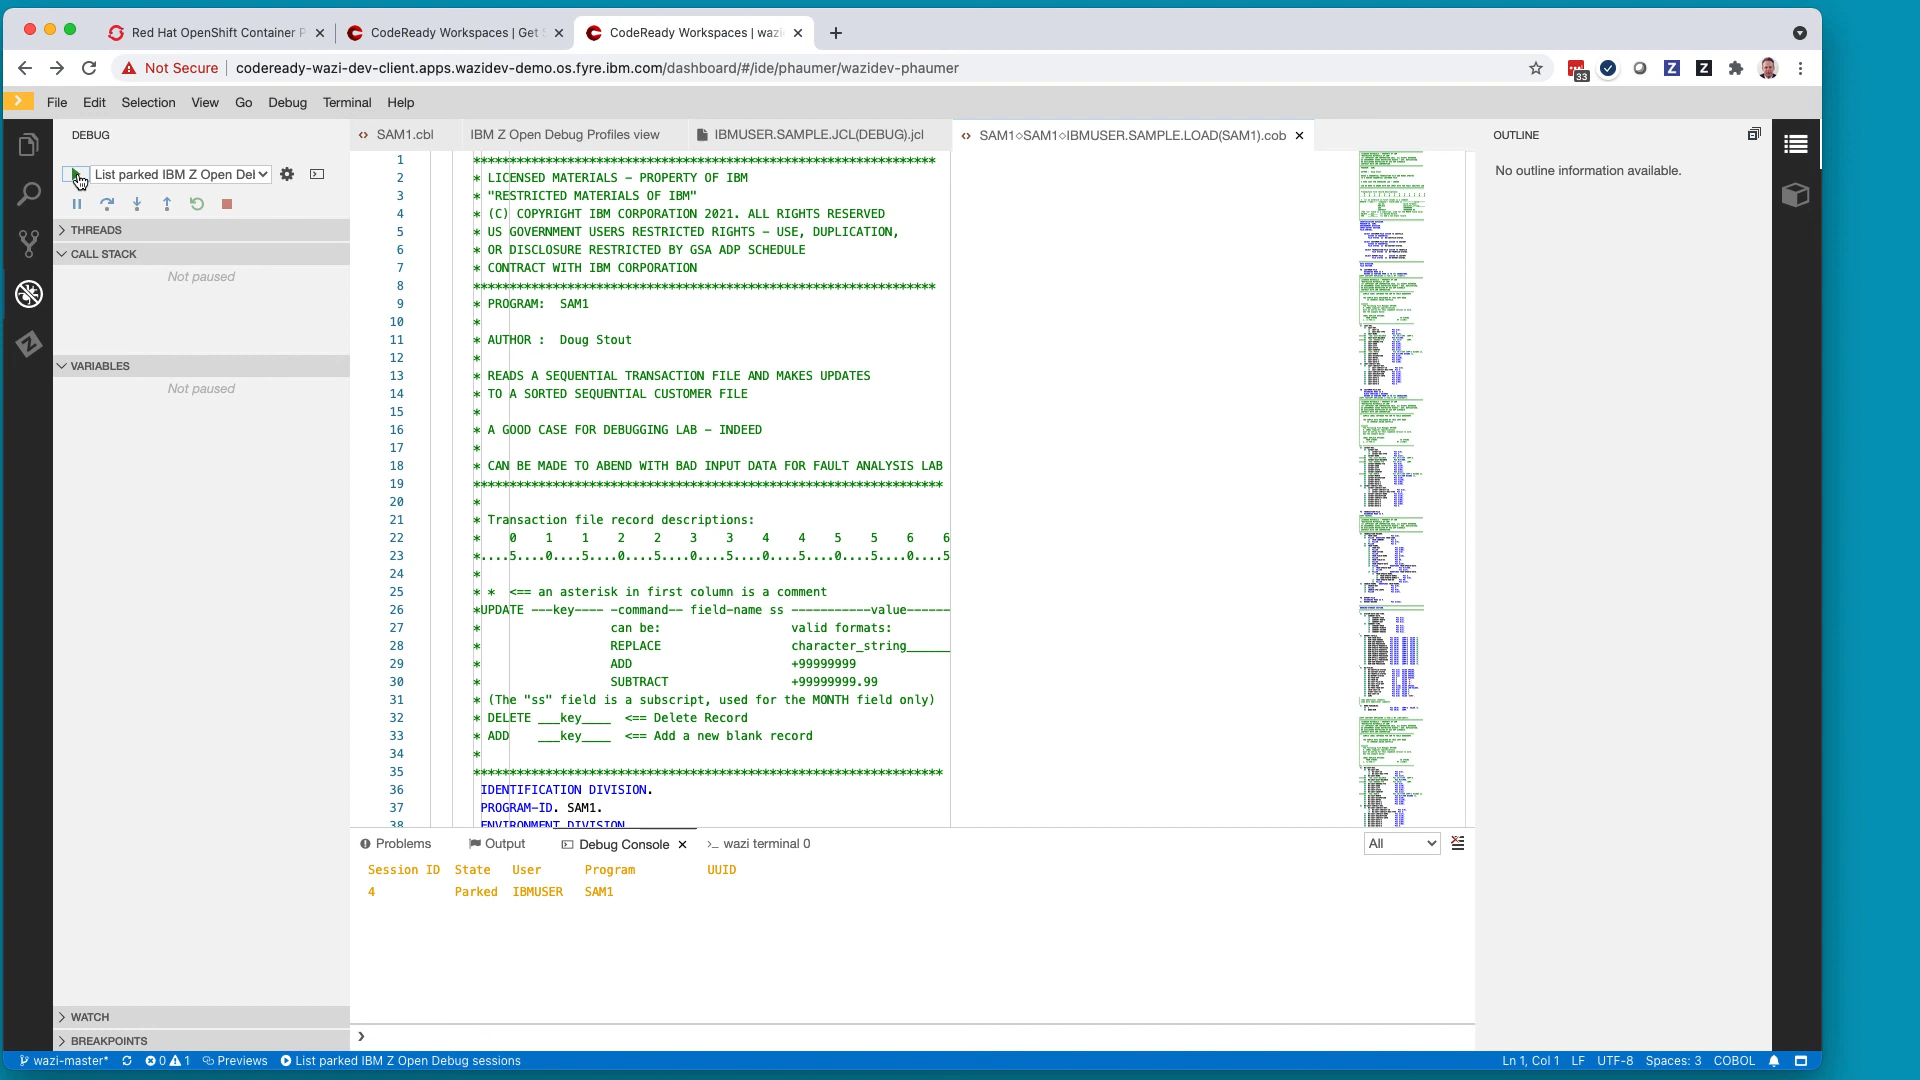 Red Hat OpenShift Container P
CodeReady Workspaces | Get S
CodeReady Workspaces | wazi
Not Secure
codeready-wazi-dev-client.apps.wazidev-demo.os.fyre.ibm.com/dashboard/#/ide/phaumer/wazidev-phaumer
33
File Edit Selection View Go Debug Terminal Help
DEBUG
List parked IBM Z Open Del
THREADS
CALL STACK
Not paused
VARIABLES
Not paused
WATCH
BREAKPOINTS
SAM1.cbl
IBM Z Open Debug Profiles view
IBMUSER.SAMPLE.JCL(DEBUG).jcl
SAM1◇SAM1◇IBMUSER.SAMPLE.LOAD(SAM1).cob
1 ****************************************************************
2 * LICENSED MATERIALS – PROPERTY OF IBM
3 * "RESTRICTED MATERIALS OF IBM"
4 * (C) COPYRIGHT IBM CORPORATION 2021. ALL RIGHTS RESERVED
5 * US GOVERNMENT USERS RESTRICTED RIGHTS – USE, DUPLICATION,
6 * OR DISCLOSURE RESTRICTED BY GSA ADP SCHEDULE
7 * CONTRACT WITH IBM CORPORATION
8 ****************************************************************
9 * PROGRAM:  SAM1
10 *
11 * AUTHOR :  Doug Stout
12 *
13 * READS A SEQUENTIAL TRANSACTION FILE AND MAKES UPDATES
14 * TO A SORTED SEQUENTIAL CUSTOMER FILE
15 *
16 * A GOOD CASE FOR DEBUGGING LAB – INDEED
17 *
18 * CAN BE MADE TO ABEND WITH BAD INPUT DATA FOR FAULT ANALYSIS LAB
19 *****************************************************************
20 *
21 * Transaction file record descriptions:
22 *    0    1    1    2    2    3    3    4    4    5    5    6    6
23 *....5....0....5....0....5....0....5....0....5....0....5....0....5
24 *
25 * *  <== an asterisk in first column is a comment
26 *UPDATE ---key---- -command-- field-name ss -----------value------
27 *                  can be:                  valid formats:
28 *                  REPLACE                  character_string______
29 *                  ADD                      +99999999
30 *                  SUBTRACT                 +99999999.99
31 * (The "ss" field is a subscript, used for the MONTH field only)
32 * DELETE ___key____  <== Delete Record
33 * ADD    ___key____  <== Add a new blank record
34 *
35 *****************************************************************
36 IDENTIFICATION DIVISION.
37 PROGRAM-ID. SAM1.
38 ENVIRONMENT DIVISION
OUTLINE
No outline information available.
Problems Output Debug Console wazi terminal 0
All
Session ID State User Program UUID
4 Parked IBMUSER SAM1
wazi-master* 0 1 Previews List parked IBM Z Open Debug sessions
Ln 1, Col 1 LF UTF-8 Spaces: 3 COBOL